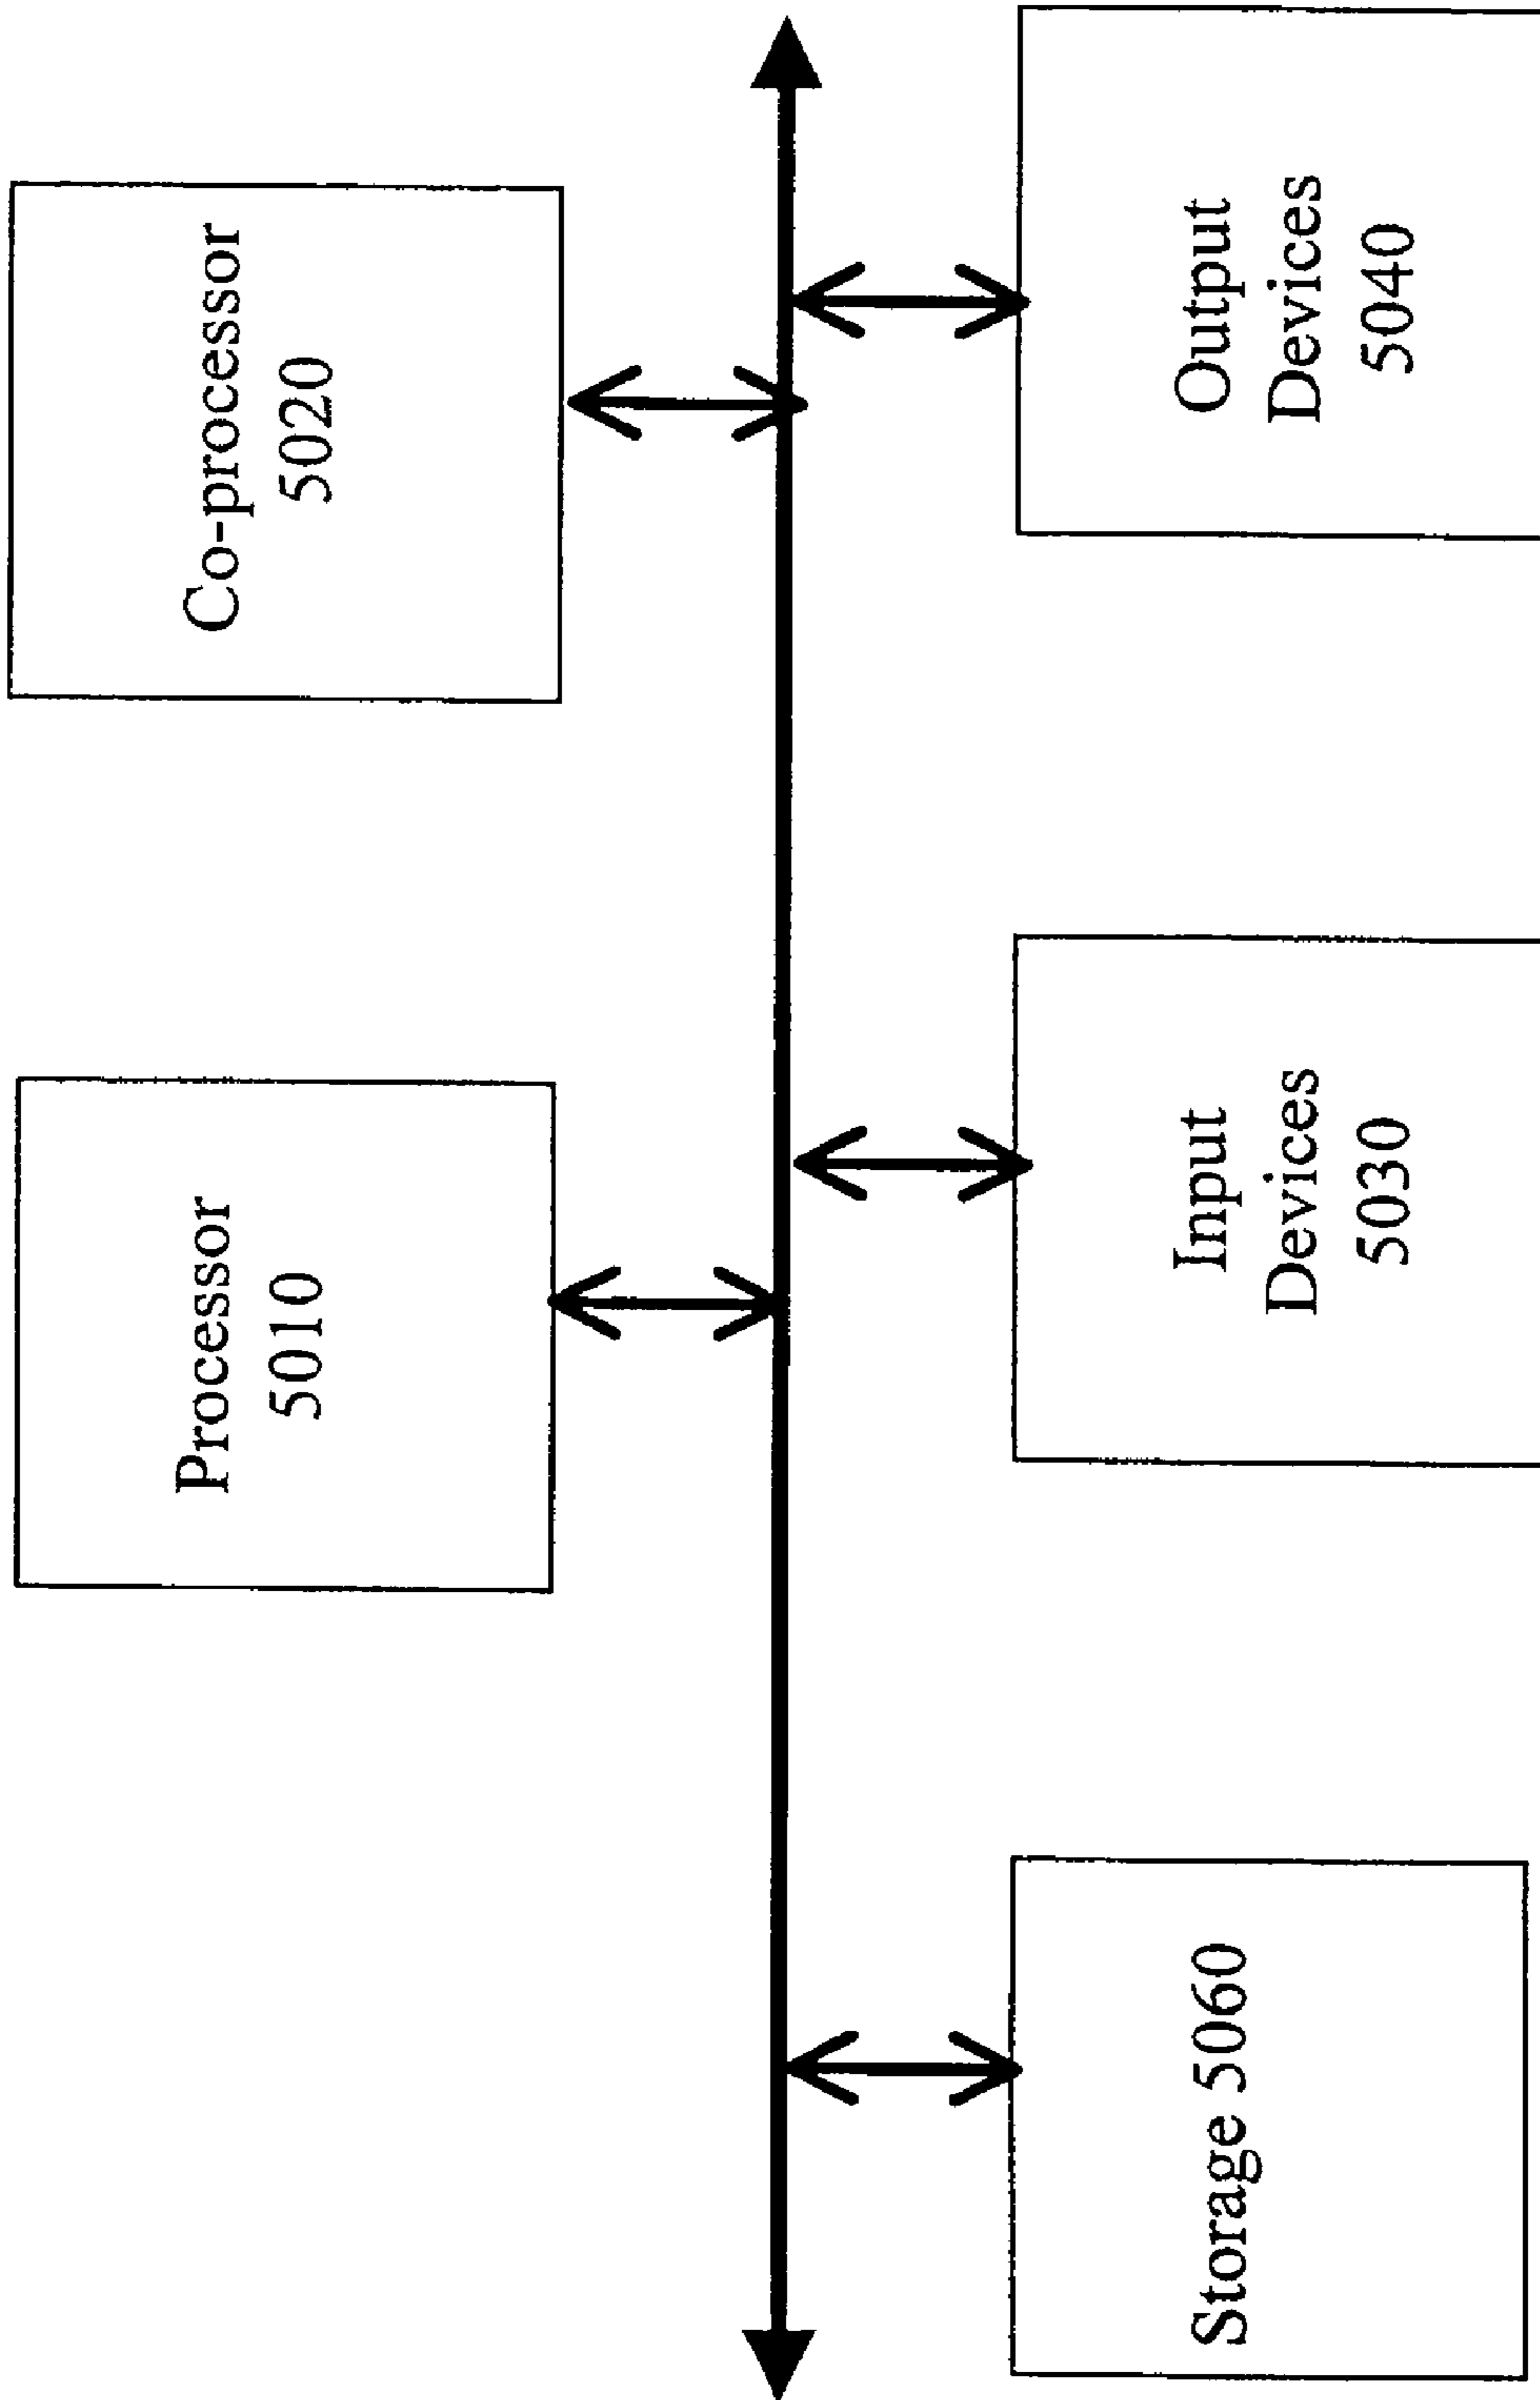 Processor
5010
Co-processor
5020
Storage 5060
Input
Devices
5030
Output
Devices
5040